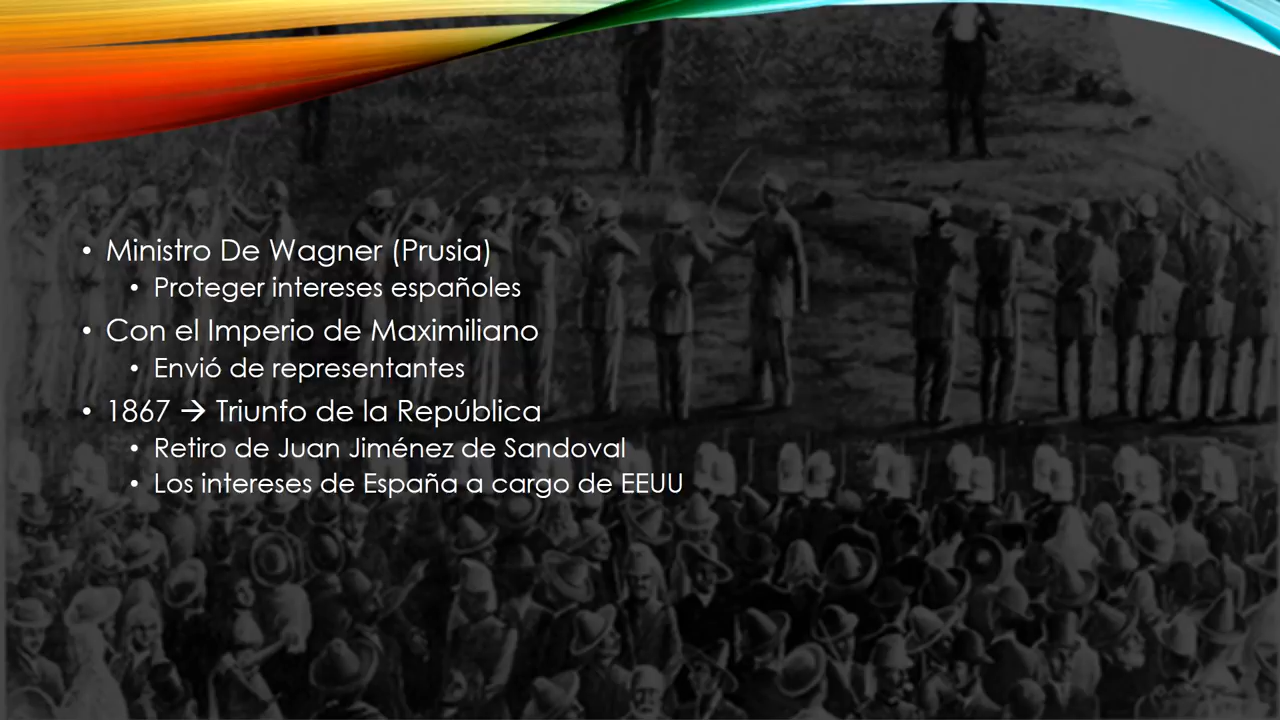 • Ministro De Wagner (Prusia)
• Proteger intereses españoles
• Con el Imperio de Maximiliano
• Envió de representantes
• 1867 → Triunfo de la República
• Retiro de Juan Jiménez de Sandoval
• Los intereses de España a cargo de EEUU